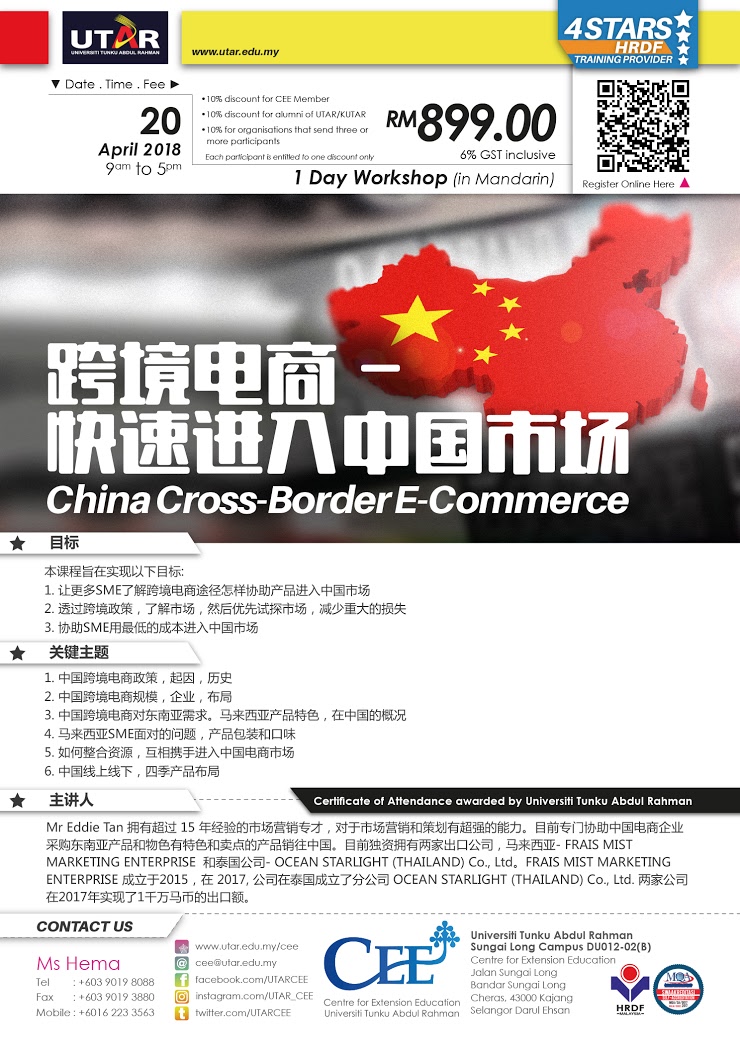 UTAR
UNIVERSITI TUNKU ABDUL RAHMAN
www.utar.edu.my
4 STARS
HRDF
TRAINING PROVIDER
▼ Date . Time . Fee ►
20
April 2018
9am to 5pm
•10% discount for CEE Member
•10% discount for alumni of UTAR/KUTAR
•10% for organisations that send three or
more participants
Each participant is entitled to one discount only
RM899.00
6% GST inclusive
1 Day Workshop (in Mandarin)
Register Online Here ▲
跨境电商 –
快速进入中国市场
China Cross-Border E-Commerce
★ 目标
本课程旨在实现以下目标:
1. 让更多SME了解跨境电商途径怎样协助产品进入中国市场
2. 透过跨境政策，了解市场，然后优先试探市场，减少重大的损失
3. 协助SME用最低的成本进入中国市场
★ 关键主题
1. 中国跨境电商政策，起因，历史
2. 中国跨境电商规模，企业，布局
3. 中国跨境电商对东南亚需求。马来西亚产品特色，在中国的概况
4. 马来西亚SME面对的问题，产品包装和口味
5. 如何整合资源，互相携手进入中国电商市场
6. 中国线上线下，四季产品布局
★ 主讲人
Certificate of Attendance awarded by Universiti Tunku Abdul Rahman
Mr Eddie Tan 拥有超过 15 年经验的市场营销专才，对于市场营销和策划有超强的能力。目前专门协助中国电商企业
采购东南亚产品和物色有特色和卖点的产品销往中国。目前独资拥有两家出口公司，马来西亚- FRAIS MIST
MARKETING ENTERPRISE 和泰国公司- OCEAN STARLIGHT (THAILAND) Co., Ltd。FRAIS MIST MARKETING
ENTERPRISE 成立于2015，在 2017, 公司在泰国成立了分公司 OCEAN STARLIGHT (THAILAND) Co., Ltd. 两家公司
在2017年实现了1千万马币的出口额。
CONTACT US
Ms Hema
Tel : +603 9019 8088
Fax : +603 9019 3880
Mobile : +6016 223 3563
www.utar.edu.my/cee
cee@utar.edu.my
facebook.com/UTARCEE
instagram.com/UTAR_CEE
twitter.com/UTARCEE
CEE
Centre for Extension Education
Universiti Tunku Abdul Rahman
Universiti Tunku Abdul Rahman
Sungai Long Campus DU012-02(B)
Centre for Extension Education
Jalan Sungai Long
Bandar Sungai Long
Cheras, 43000 Kajang
Selangor Darul Ehsan
HRDF
MALAYSIA
MQA
SWAAKREDITASI